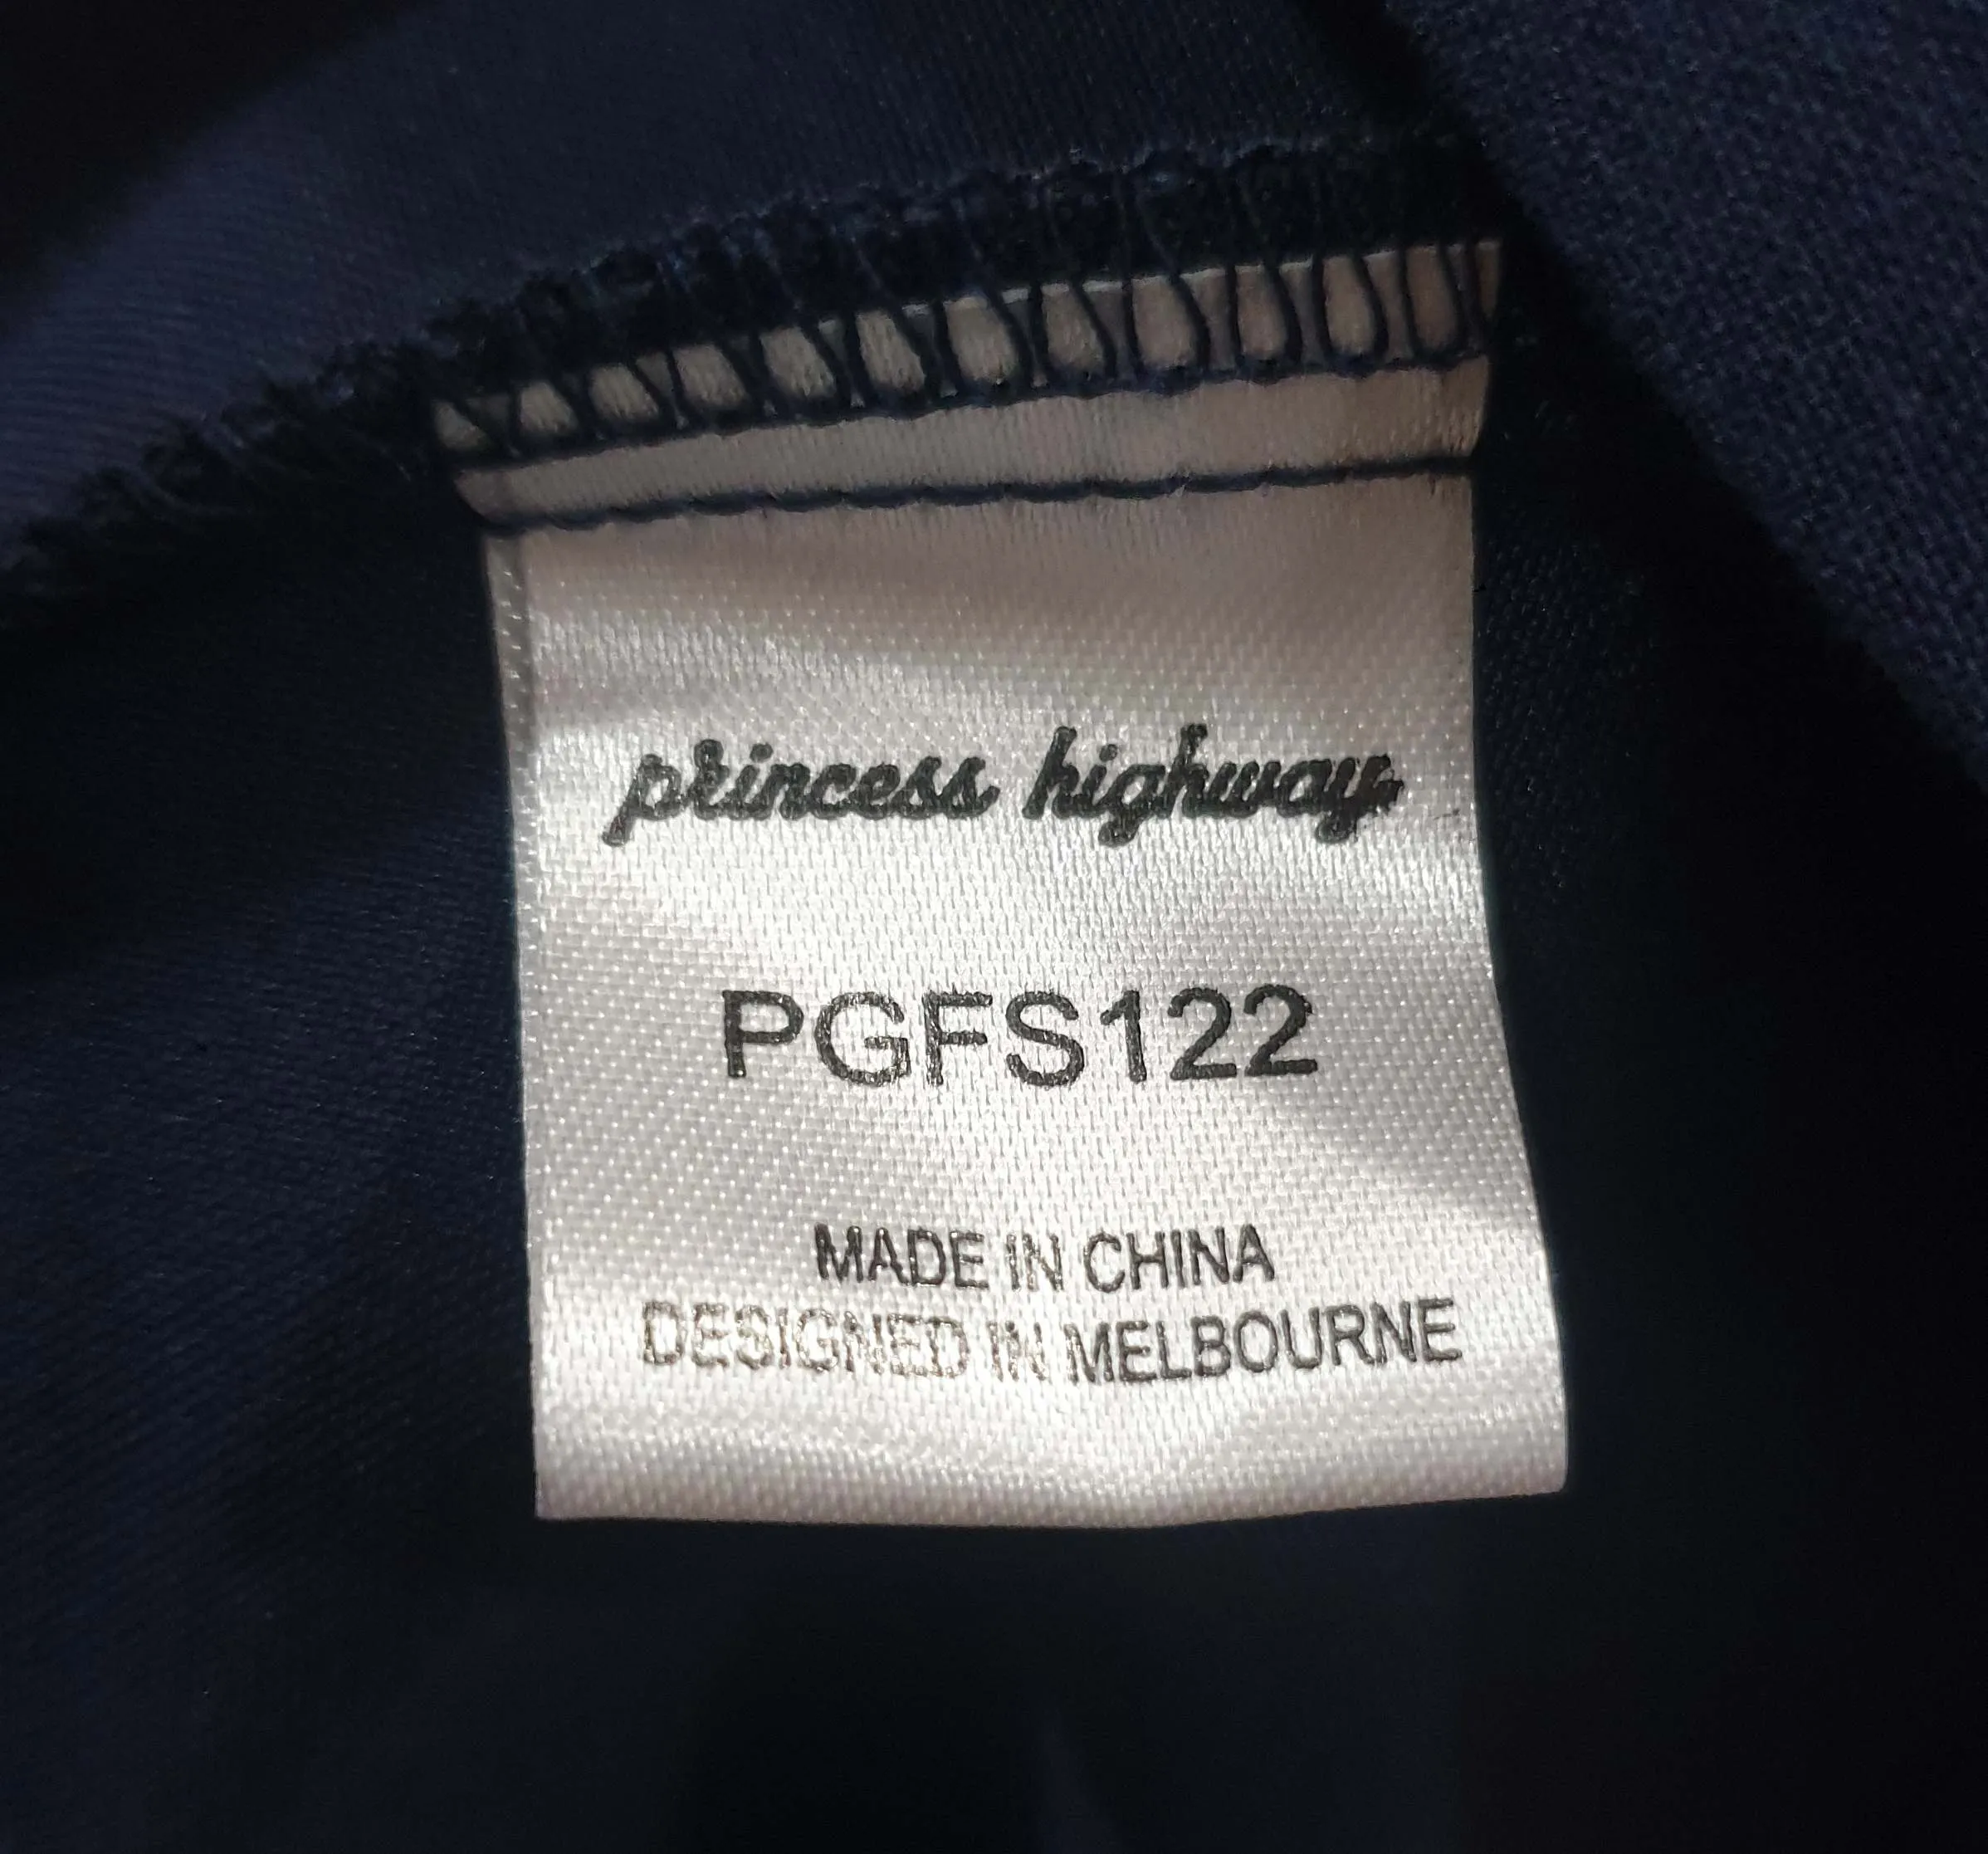 princess highway
PGFS122
MADE IN CHINA
DESIGNED IN MELBOURNE